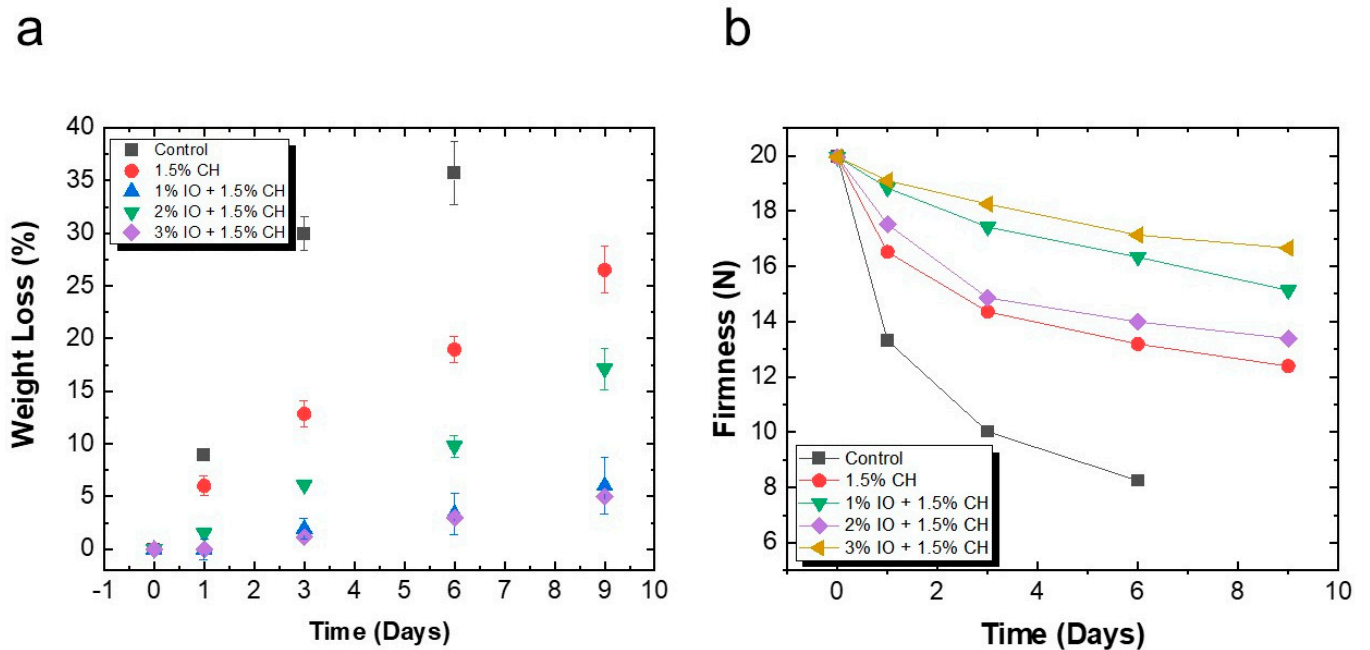 a
b
40
35
30
25
20
15
10
5
0
Weight Loss (%)
Control
1.5% CH
1% IO + 1.5% CH
2% IO + 1.5% CH
3% IO + 1.5% CH
-1 0 1 2 3 4 5 6 7 8 9 10
Time (Days)
20
18
16
14
12
10
8
6
Firmness (N)
Control
1.5% CH
1% IO + 1.5% CH
2% IO + 1.5% CH
3% IO + 1.5% CH
0 2 4 6 8 10
Time (Days)